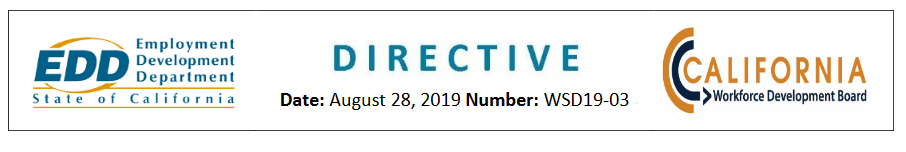 EDD
Employment
Development
Department
State of California
DIRECTIVE
Date: August 28, 2019 Number: WSD19-03
CALIFORNIA
Workforce Development Board